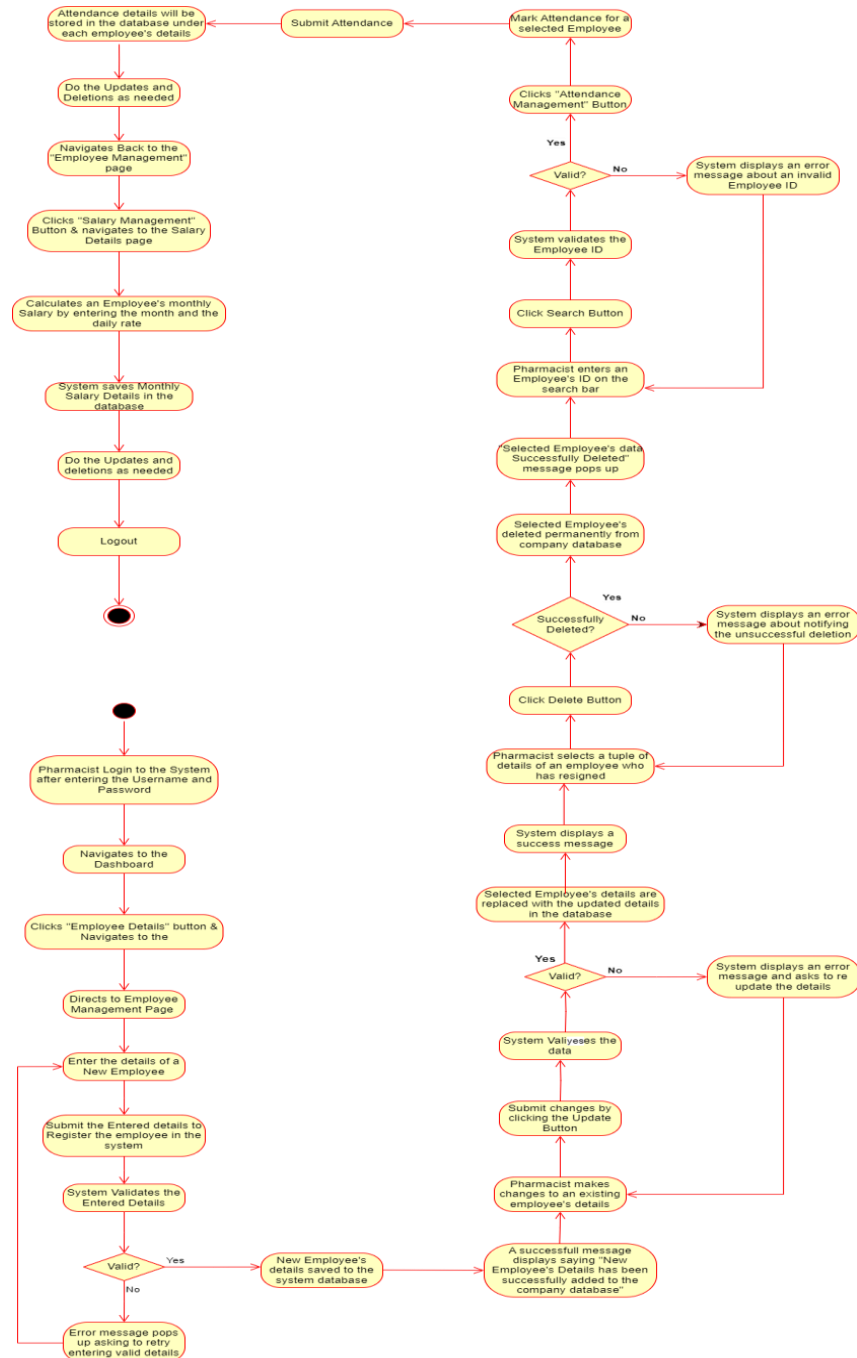 Attendance details will be
stored in the database under
each employee's details
Submit Attendance
Mark Attendance for a
selected Employee
Do the Updates and
Deletions as needed
Clicks "Attendance
Management" Button
Navigates Back to the
"Employee Management"
page
Yes
Valid?
No
System displays an error
message about an invalid
Employee ID
Clicks "Salary Management"
Button & navigates to the Salary
Details page
System validates the
Employee ID
Calculates an Employee's monthly
Salary by entering the month and the
daily rate
Click Search Button
System saves Monthly
Salary Details in the
database
Pharmacist enters an
Employee's ID on the
search bar
Do the Updates and
deletions as needed
"Selected Employee's data
Successfully Deleted"
message pops up
Logout
Selected Employee's
deleted permanently from
company database
Yes
Successfully
Deleted?
No
System displays an error
message about notifying
the unsuccessful deletion
Click Delete Button
Pharmacist Login to the System
after entering the Username and
Password
Pharmacist selects a tuple of
details of an employee who
has resigned
Navigates to the
Dashboard
System displays a
success message
Clicks "Employee Details" button &
Navigates to the
Selected Employee's details are
replaced with the updated details
in the database
Yes
Valid?
No
System displays an error
message and asks to re
update the details
Directs to Employee
Management Page
Enter the details of a
New Employee
System Valiyeses the
data
Submit the Entered details to
Register the employee in the
system
Submit changes by
clicking the Update
Button
System Validates the
Entered Details
Pharmacist makes
changes to an existing
employee's details
Valid?
Yes
New Employee's
details saved to the
system database
A successfull message
displays saying "New
Employee's Details has been
successfully added to the
company database"
No
Error message pops
up asking to retry
entering valid details